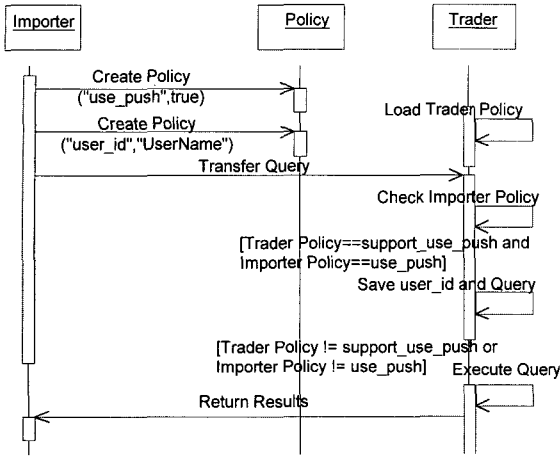 Importer
Policy
Trader
Create Policy
("use_push",true)
Load Trader Policy
Create Policy
("user_id","UserName")
Transfer Query
Check Importer Policy
[Trader Policy==support_use_push and
Importer Policy==use_push]
Save user_id and Query
[Trader Policy != support_use_push or
Importer Policy != use_push]
Execute Query
Return Results